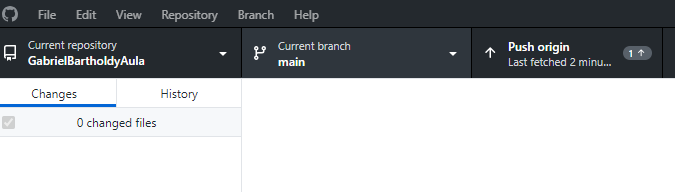 File Edit View Repository Branch Help
Current repository
GabrielBartholdyAula
Current branch
main
Push origin
Last fetched 2 minu...
1
Changes History
0 changed files